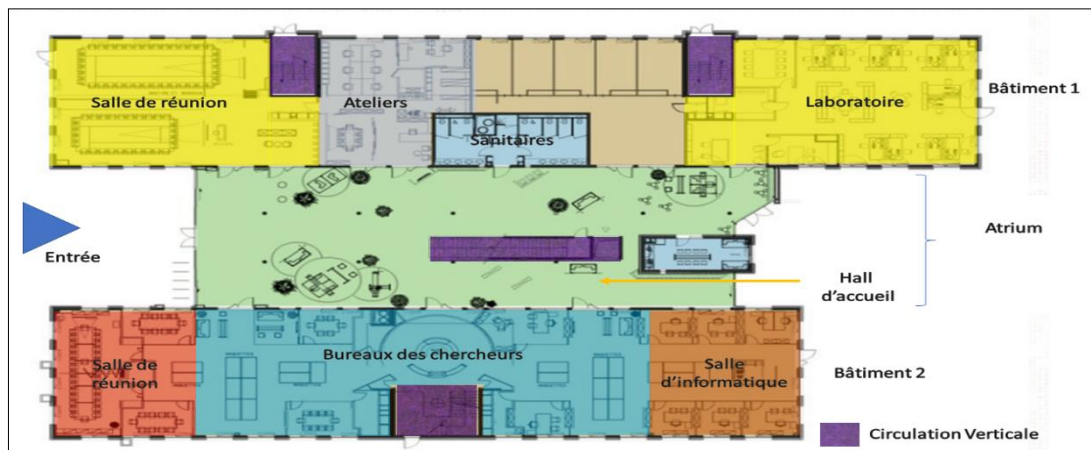 Bâtiment 1
Salle de réunion
Ateliers
Laboratoire
Sanitaires
Atrium
Entrée
Hall
d'accueil
Bureaux des chercheurs
Salle de
réunion
Salle
d'informatique
Bâtiment 2
Circulation Verticale